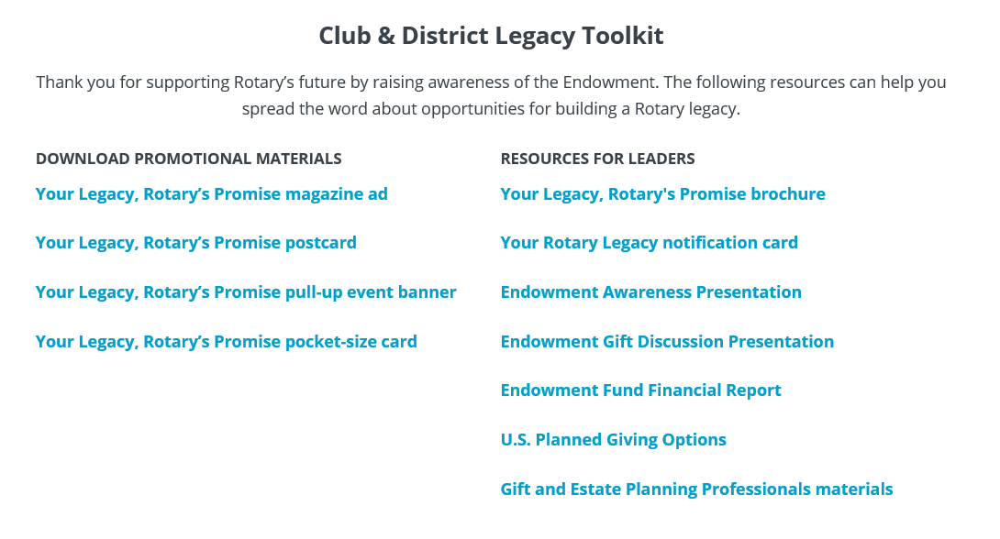 Club & District Legacy Toolkit
Thank you for supporting Rotary’s future by raising awareness of the Endowment. The following resources can help you
spread the word about opportunities for building a Rotary legacy.
DOWNLOAD PROMOTIONAL MATERIALS
Your Legacy, Rotary’s Promise magazine ad
Your Legacy, Rotary’s Promise postcard
Your Legacy, Rotary’s Promise pull-up event banner
Your Legacy, Rotary’s Promise pocket-size card
RESOURCES FOR LEADERS
Your Legacy, Rotary's Promise brochure
Your Rotary Legacy notification card
Endowment Awareness Presentation
Endowment Gift Discussion Presentation
Endowment Fund Financial Report
U.S. Planned Giving Options
Gift and Estate Planning Professionals materials